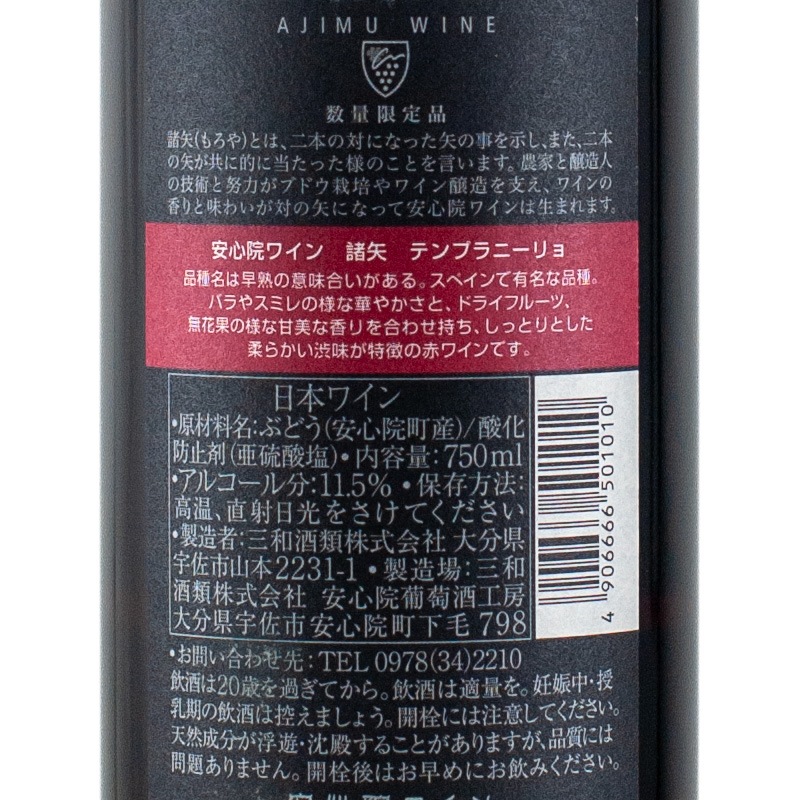 AJIMU WINE
数量限定品
諸矢(もろや)とは、二本の対になった矢の事を示し、また、二本
の矢が共に的に当たった様のことを言います。農家と醸造人
の技術と努力がブドウ栽培やワイン醸造を支え、ワインの
香りと味わいが対の矢になって安心院ワインは生まれます。
安心院ワイン 諸矢 テンプラニーリョ
品種名は早熟の意味合いがある。スペインで有名な品種。
バラやスミレの様な華やかさと、ドライフルーツ、
無花果の様な甘美な香りを合わせ持ち、しっとりとした
柔らかい渋味が特徴の赤ワインです。
日本ワイン
・原材料名:ぶどう(安心院町産)/酸化
防止剤(亜硫酸塩)・内容量:750ml
・アルコール分:11.5%・保存方法:
高温、直射日光をさけてください
・製造者:三和酒類株式会社 大分県
宇佐市山本2231-1・製造場:三和
酒類株式会社 安心院葡萄酒工房
大分県宇佐市安心院町下毛 798
4 906666 501010
・お問い合わせ先:TEL 0978(34)2210
飲酒は20歳を過ぎてから。飲酒は適量を。妊娠中・授
乳期の飲酒は控えましょう。開栓には注意してください。
天然成分が浮遊・沈殿することがありますが、品質には
問題ありません。開栓後はお早めにお飲みください。